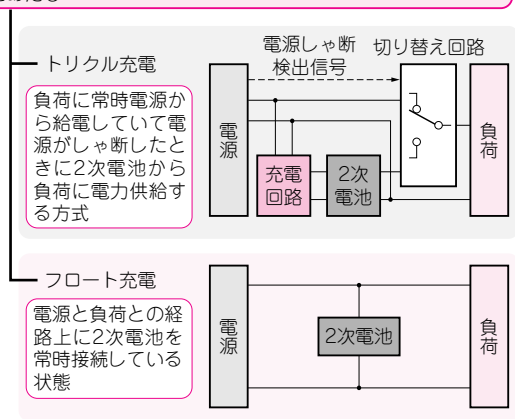 トリクル充電
負荷に常時電源か
ら給電していて電
源がしゃ断したと
きに2次電池から
負荷に電力供給す
る方式
電源しゃ断
検出信号
切り替え回路
電源
充電
回路
2次
電池
負荷
フロート充電
電源と負荷との経
路上に2次電池を
常時接続している
状態
電源
2次電池
負荷